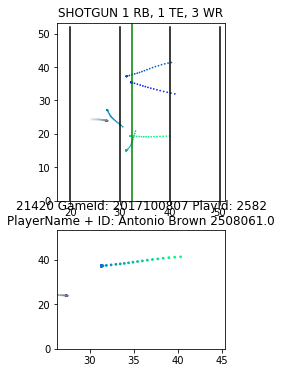 SHOTGUN 1 RB, 1 TE, 3 WR
50
40
30
20
10
0
20 30 40 50
21420 GameId: 2017100807 PlayId: 2582
PlayerName + ID: Antonio Brown 2508061.0
40
20
0
30 35 40 45